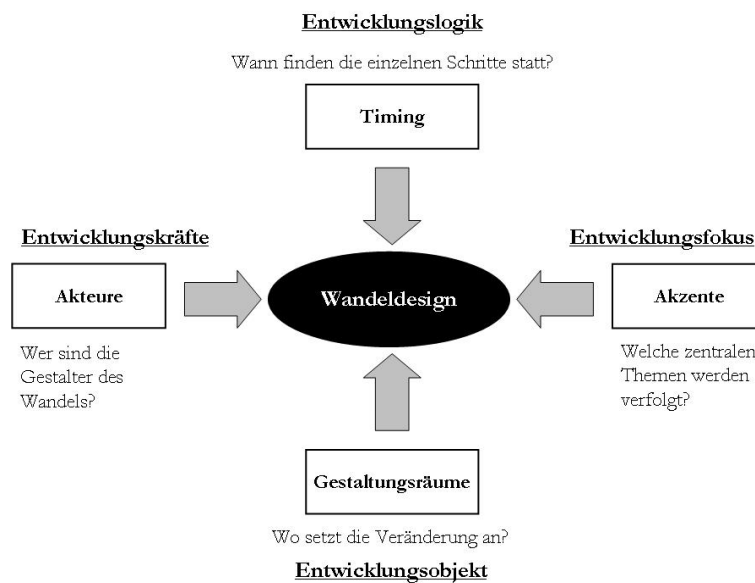 Entwicklungslogik
Wann finden die einzelnen Schritte statt?
Timing
Entwicklungskräfte
Entwicklungsfokus
Akteure
Wandeldesign
Akzente
Wer sind die
Gestalter des
Wandels?
Welche zentralen
Themen werden
verfolgt?
Gestaltungsräume
Wo setzt die Veränderung an?
Entwicklungsobjekt